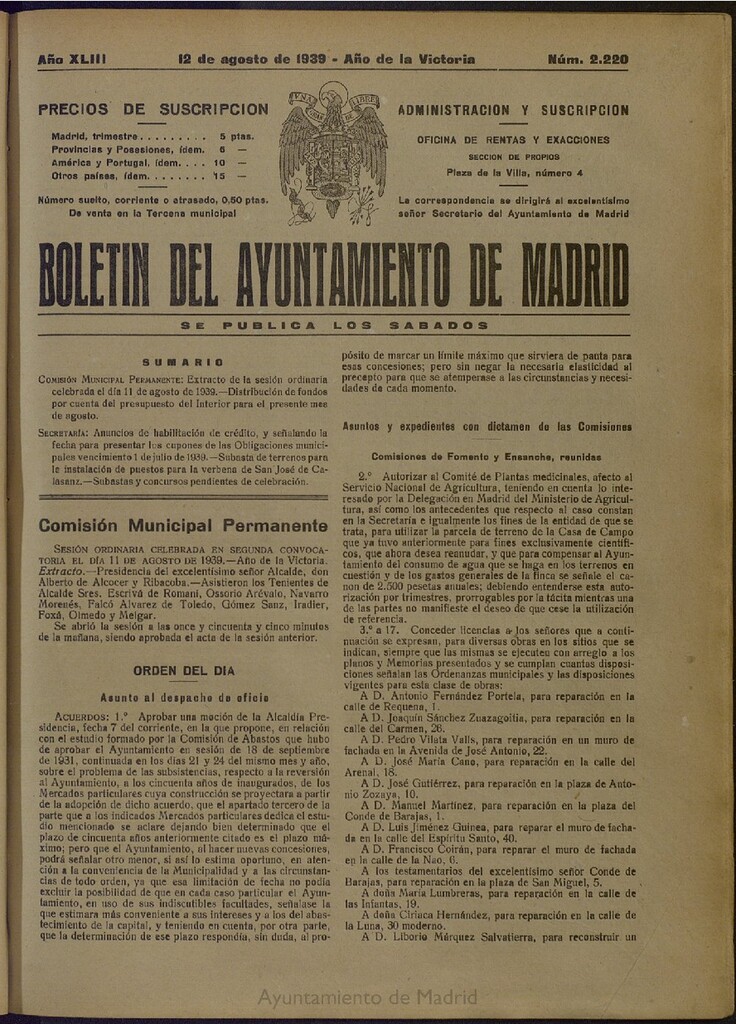 Año XLIII 12 de agosto de 1939 - Año de la Victoria Núm. 2.220
PRECIOS DE SUSCRIPCION
Madrid, trimestre . . . . . . . . . 5 ptas.
Provincias y Posesiones, ídem. 6 —
América y Portugal, ídem. . . . 10 —
Otros países, ídem. . . . . . . . 15 —
Número suelto, corriente o atrasado, 0,50 ptas.
De venta en la Tercena municipal
UNA GRANDE LIBRE
ADMINISTRACION Y SUSCRIPCION
OFICINA DE RENTAS Y EXACCIONES
SECCION DE PROPIOS
Plaza de la Villa, número 4
La correspondencia se dirigirá al excelentísimo
señor Secretario del Ayuntamiento de Madrid
BOLETIN DEL AYUNTAMIENTO DE MADRID
SE PUBLICA LOS SABADOS
SUMARIO
COMISIÓN MUNICIPAL PERMANENTE: Extracto de la sesión ordinaria
celebrada el día 11 de agosto de 1939.—Distribución de fondos
por cuenta del presupuesto del Interior para el presente mes
de agosto.
SECRETARÍA: Anuncios de habilitación de crédito, y señalando la
fecha para presentar los cupones de las Obligaciones munici-
pales vencimiento 1 de julio de 1939.—Subasta de terrenos para
la instalación de puestos para la verbena de San José de Ca-
lasanz.—Subastas y concursos pendientes de celebración.
Comisión Municipal Permanente
SESIÓN ORDINARIA CELEBRADA EN SEGUNDA CONVOCA-
TORIA EL DÍA 11 DE AGOSTO DE 1939.—Año de la Victoria.
Extracto.—Presidencia del excelentísimo señor Alcalde, don
Alberto de Alcocer y Ribacoba.—Asistieron los Tenientes de
Alcalde Sres. Escrivá de Romaní, Ossorio Arévalo, Navarro
Morenés, Falcó Alvarez de Toledo, Gómez Sanz, Iradier,
Foxá, Olmedo y Melgar.
Se abrió la sesión a las once y cincuenta y cinco minutos
de la mañana, siendo aprobada el acta de la sesión anterior.
ORDEN DEL DIA
Asunto al despacho de oficio
ACUERDOS: 1.º Aprobar una moción de la Alcaldía Pre-
sidencia, fecha 7 del corriente, en la que propone, en relación
con el estudio formado por la Comisión de Abastos que hubo
de aprobar el Ayuntamiento en sesión de 18 de septiembre
de 1931, continuada en los días 21 y 24 del mismo mes y año,
sobre el problema de las subsistencias, respecto a la reversión
al Ayuntamiento, a los cincuenta años de inaugurados, de los
Mercados particulares cuya construcción se proyectara a partir
de la adopción de dicho acuerdo, que el apartado tercero de la
parte que a los indicados Mercados particulares dedica el estu-
dio mencionado se aclare dejando bien determinado que el
plazo de cincuenta años anteriormente citado es el plazo má-
ximo; pero que el Ayuntamiento, al hacer nuevas concesiones,
podrá señalar otro menor, si así lo estima oportuno, en aten-
ción a la conveniencia de la Municipalidad y a las circunstan-
cias de todo orden, ya que esa limitación de fecha no podía
excluir la posibilidad de que en cada caso particular el Ayun-
tamiento, en uso de sus indiscutibles facultades, señalase la
que estimara más conveniente a sus intereses y a los del abas-
tecimiento de la capital, y teniendo en cuenta, por otra parte,
que la determinación de ese plazo respondía, sin duda, al pro-
pósito de marcar un límite máximo que sirviera de pauta para
esas concesiones; pero sin negar la necesaria elasticidad al
precepto para que se atemperase a las circunstancias y necesi-
dades de cada momento.
Asuntos y expedientes con dictamen de las Comisiones
Comisiones de Fomento y Ensanche, reunidas
2.º Autorizar al Comité de Plantas medicinales, afecto al
Servicio Nacional de Agricultura, teniendo en cuenta lo inte-
resado por la Delegación en Madrid del Ministerio de Agricul-
tura, así como los antecedentes que respecto al caso constan
en la Secretaría e igualmente los fines de la entidad de que se
trata, para utilizar la parcela de terreno de la Casa de Campo
que ya tuvo anteriormente para fines exclusivamente científi-
cos, que ahora desea reanudar, y que para compensar al Ayun-
tamiento del consumo de agua que se haga en los terrenos en
cuestión y de los gastos generales de la finca se señale el ca-
non de 2.500 pesetas anuales; debiendo entenderse esta auto-
rización por trimestres, prorrogables por la tácita mientras una
de las partes no manifieste el deseo de que cese la utilización
de referencia.
3.º a 17. Conceder licencias a los señores que a conti-
nuación se expresan, para diversas obras en los sitios que se
indican, siempre que las mismas se ejecuten con arreglo a los
planos y Memorias presentados y se cumplan cuantas disposi-
ciones señalan las Ordenanzas municipales y las disposiciones
vigentes para esta clase de obras:
A D. Antonio Fernández Portela, para reparación en la
calle de Requena, 1.
A D. Joaquín Sánchez Zuazagoitia, para reparación en la
calle del Carmen, 26.
A D. Pedro Vilata Valls, para reparación en un muro de
fachada en la Avenida de José Antonio, 22.
A D. José María Cano, para reparación en la calle del
Arenal, 18.
A D. José Gutiérrez, para reparación en la plaza de Anto-
nio Zozaya, 10.
A D. Manuel Martínez, para reparación en la plaza del
Conde de Barajas, 1.
A D. Luis Jiménez Guinea, para reparar el muro de facha-
da en la calle del Espíritu Santo, 40.
A D. Francisco Coirán, para reparar el muro de fachada
en la calle de la Nao, 6.
A los testamentarios del excelentísimo señor Conde de
Barajas, para reparación en la plaza de San Miguel, 5.
A doña María Lumbreras, para reparación en la calle de
las Infantas, 19.
A doña Ciriaca Hernández, para reparación en la calle de
la Luna, 30 moderno.
A D. Liborio Márquez Salvatierra, para reconstruir un
Ayuntamiento de Madrid